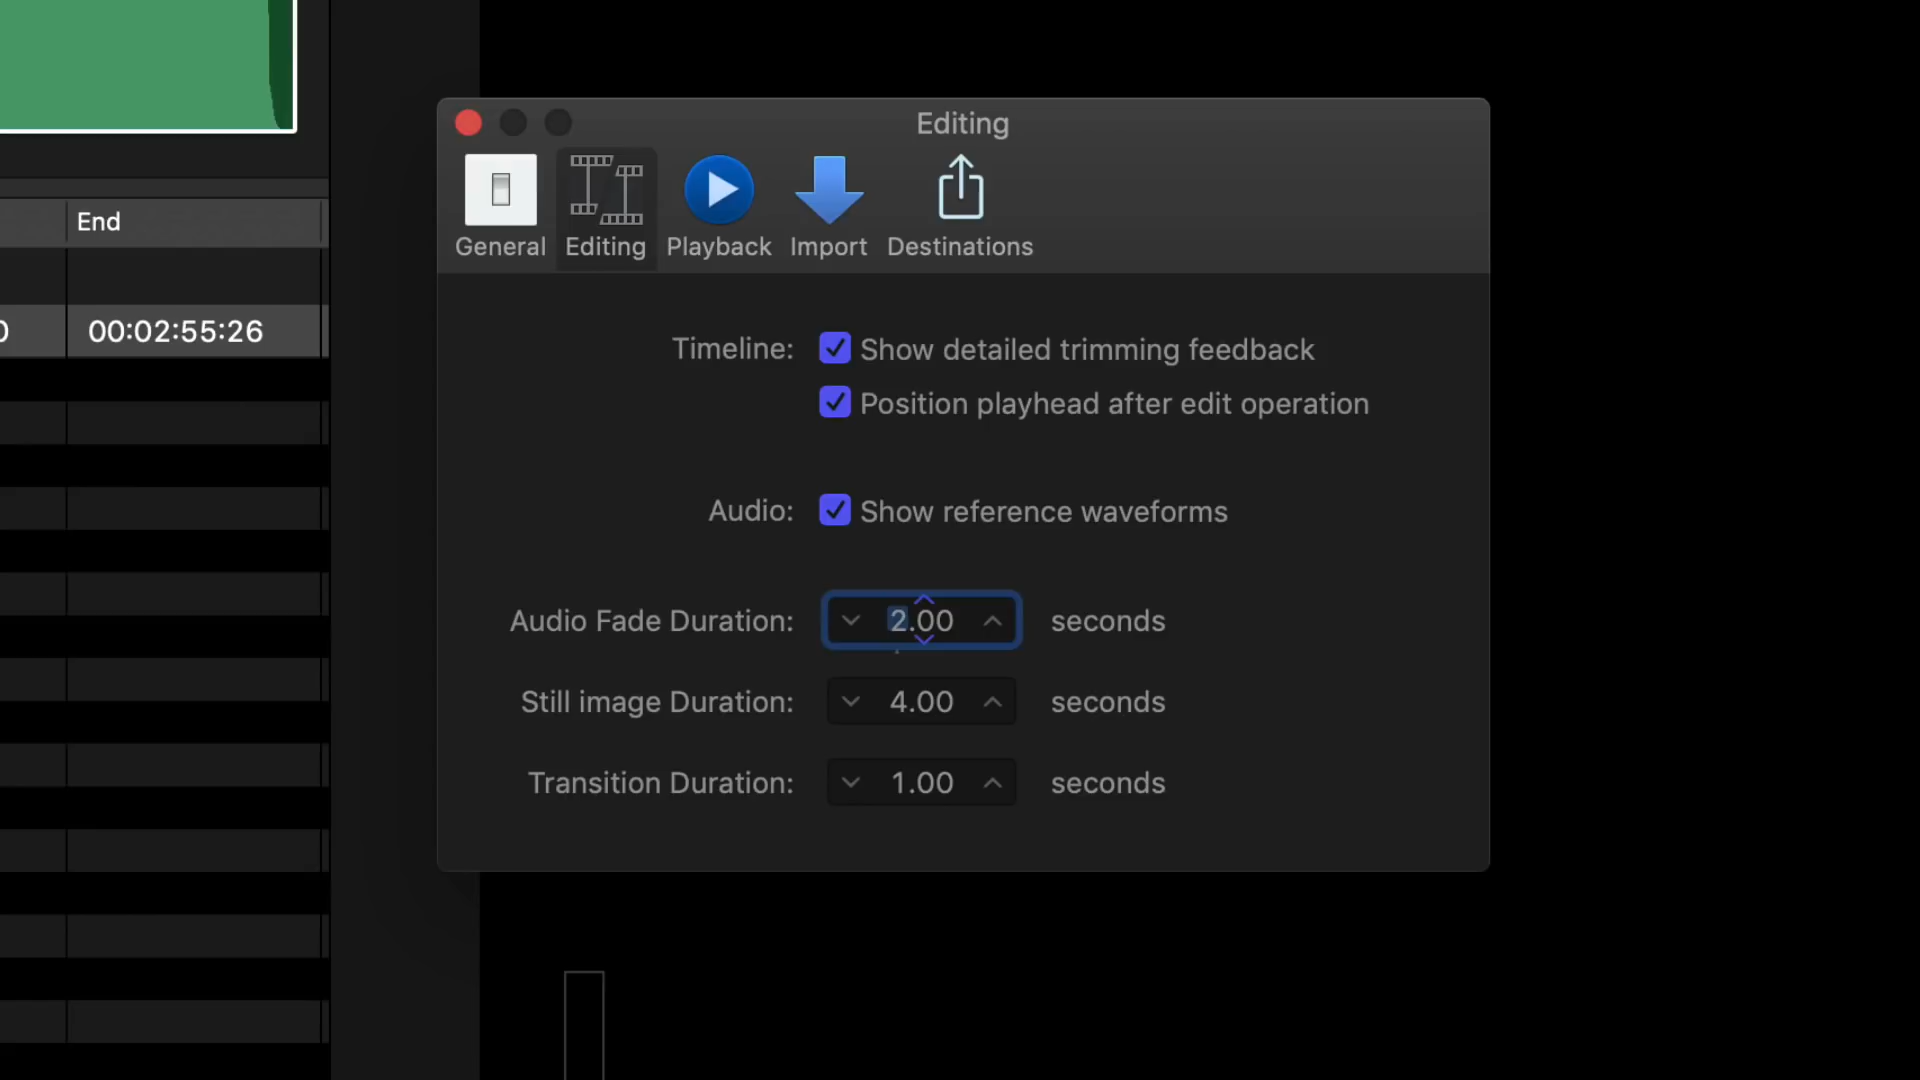 Editing
General Editing Playback Import Destinations
End
00:02:55:26
Timeline: Show detailed trimming feedback
Position playhead after edit operation
Audio: Show reference waveforms
Audio Fade Duration: 2.00 seconds
Still image Duration: 4.00 seconds
Transition Duration: 1.00 seconds